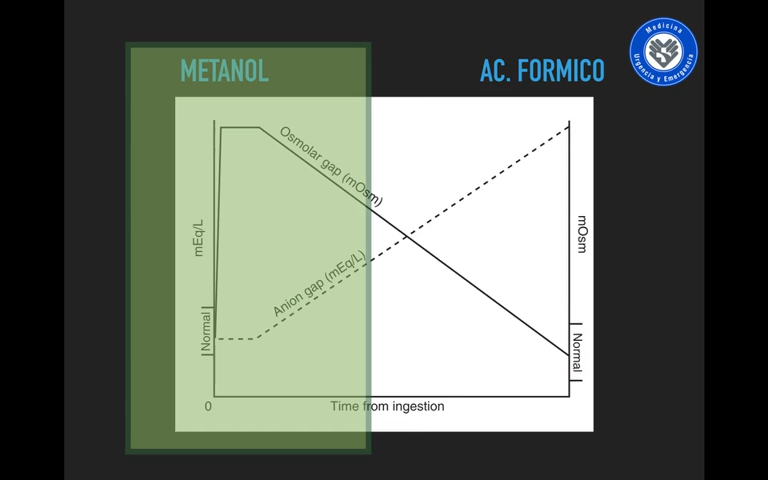 METANOL
AC. FORMICO
Medicina
Urgencia y Emergencia
Osmolar gap (mOsm)
Anion gap (mEq/L)
mEq/L
Normal
mOsm
Normal
0
Time from ingestion